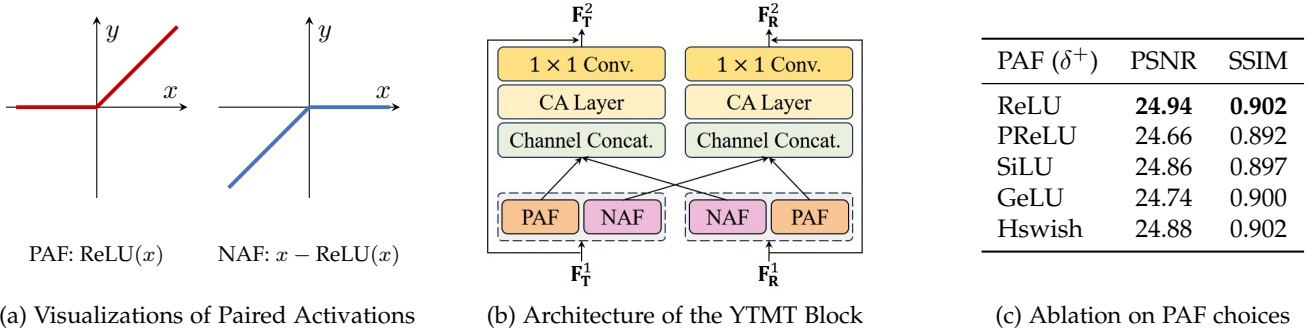 y
x
PAF: ReLU(x)
y
x
NAF: x − ReLU(x)
(a) Visualizations of Paired Activations
F_T^2 F_R^2
1 × 1 Conv. 1 × 1 Conv.
CA Layer CA Layer
Channel Concat. Channel Concat.
PAF NAF NAF PAF
F_T^1 F_R^1
(b) Architecture of the YTMT Block
PAF (δ⁺) PSNR SSIM
ReLU 24.94 0.902
PReLU 24.66 0.892
SiLU 24.86 0.897
GeLU 24.74 0.900
Hswish 24.88 0.902
(c) Ablation on PAF choices